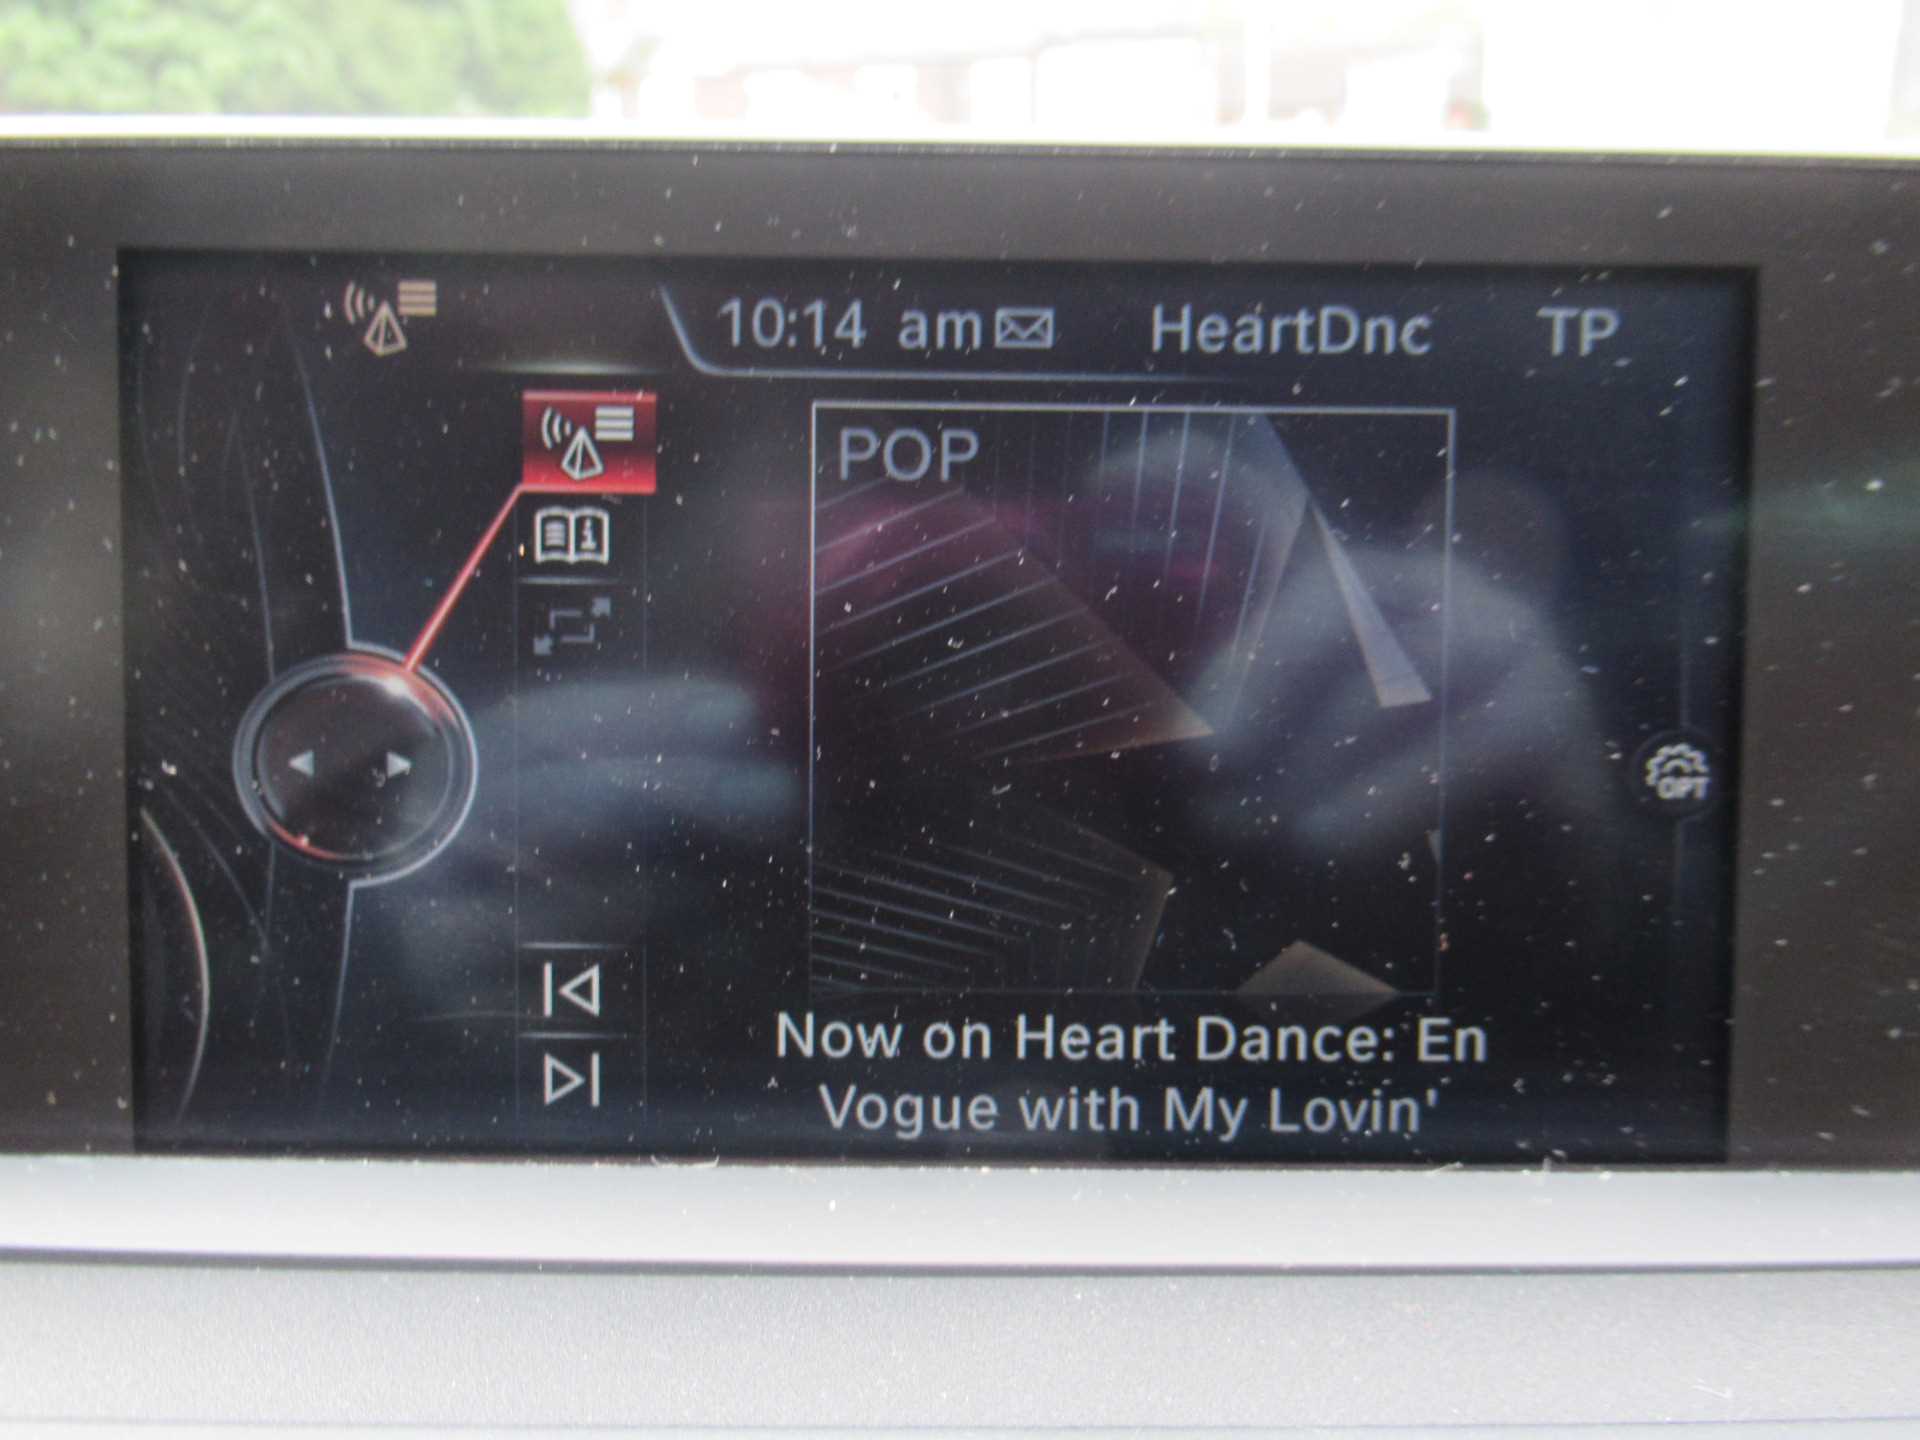 10:14 am HeartDnc TP
POP
OPT
Now on Heart Dance: En
Vogue with My Lovin'